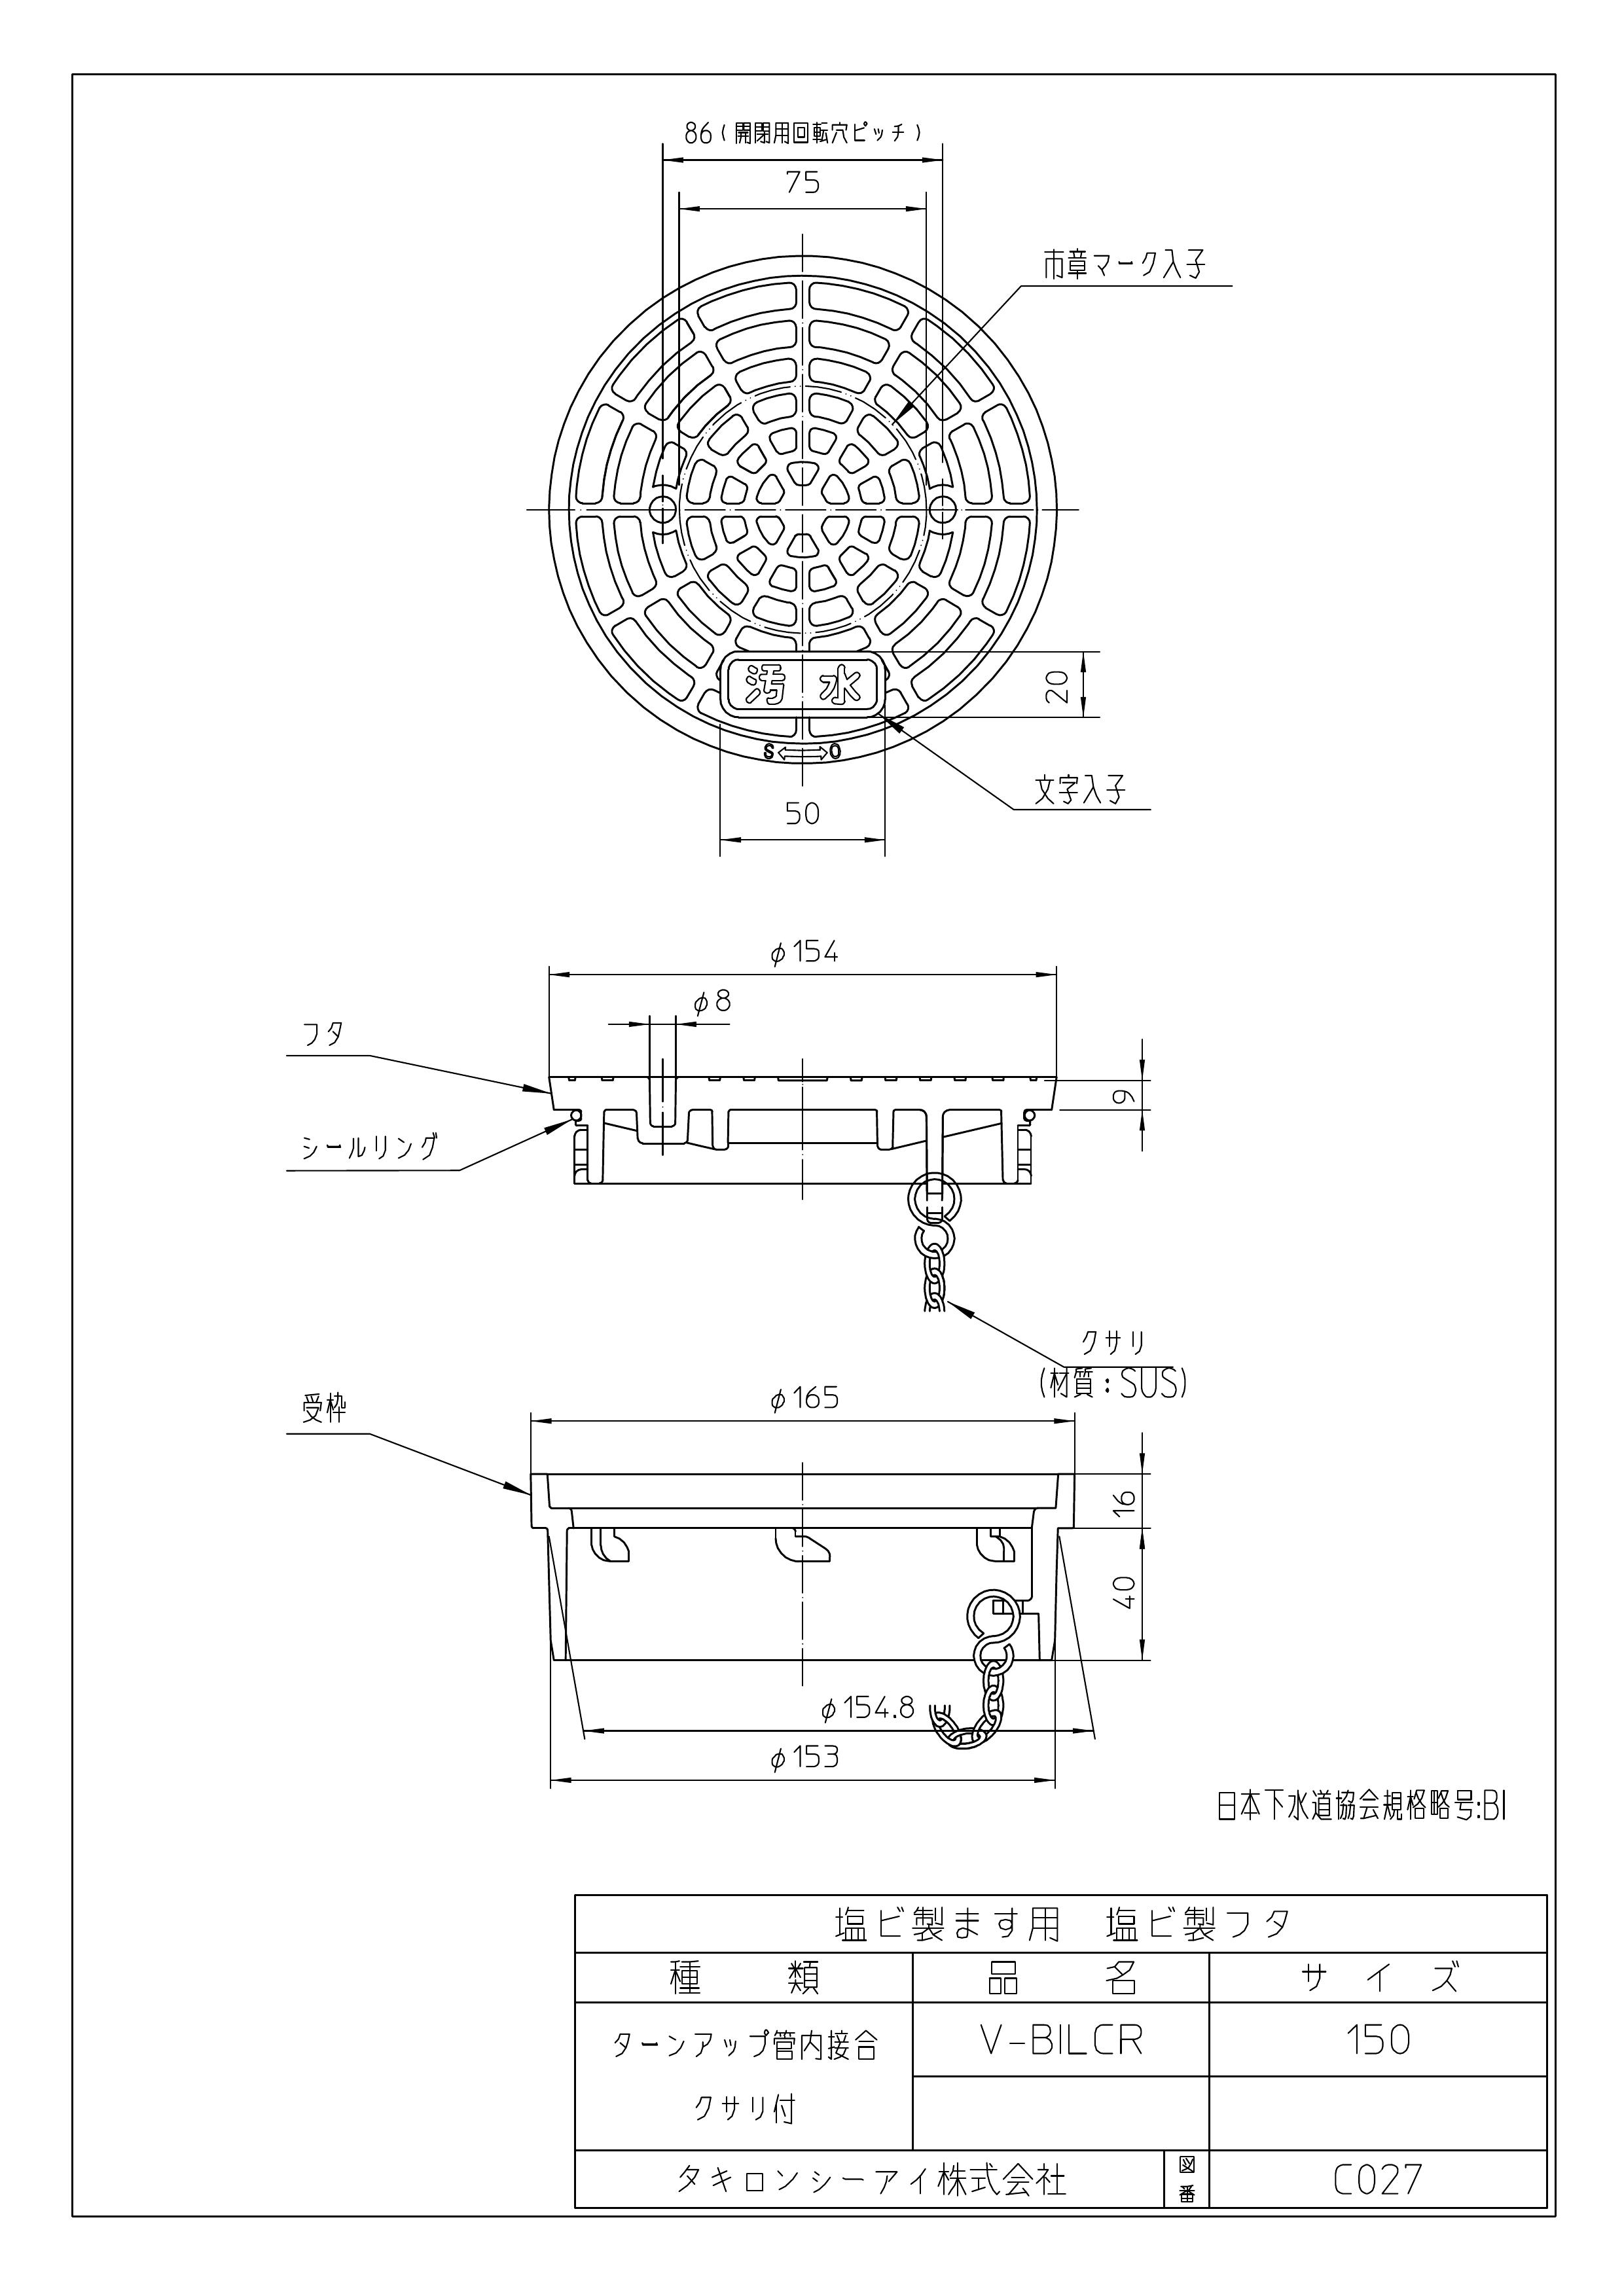 86(開閉用回転穴ピッチ)
75
市章マーク入子
汚 水
20
S O
文字入子
50
φ154
φ8
フタ
9
シールリング
クサリ
(材質:SUS)
受枠
φ165
16
40
φ154.8
φ153
日本下水道協会規格略号:BI
塩ビ製ます用 塩ビ製フタ
種 類 品 名 サ イ ズ
ターンアップ管内接合 V-BILCR 150
クサリ付
タキロンシーアイ株式会社 図番 C027